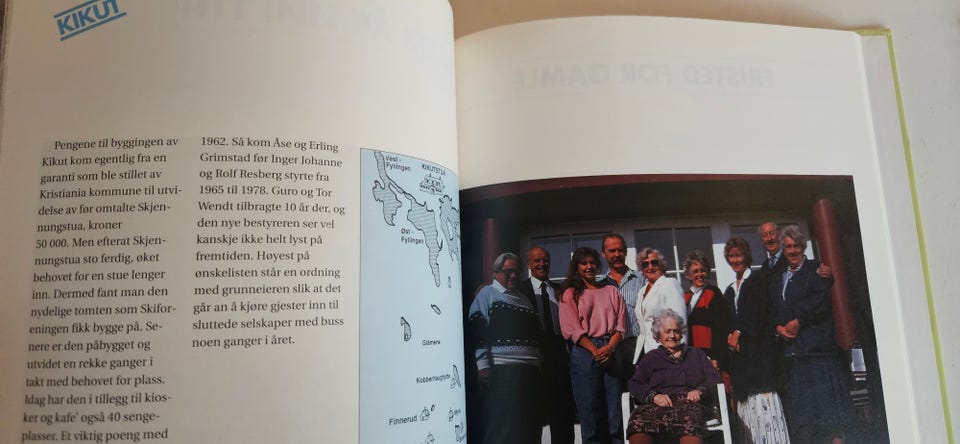 KIKUT
Pengene til byggingen av
Kikut kom egentlig fra en
garanti som ble stillet av
Kristiania kommune til utvi-
delse av før omtalte Skjen-
nungstua, kroner
50 000. Men efterat Skjen-
nungstua sto ferdig, øket
behovet for en stue lenger
inn. Dermed fant man den
nydelige tomten som Skifor-
eningen fikk bygge på. Se-
nere er den påbygget og
utvidet en rekke ganger i
takt med behovet for plass.
Idag har den i tillegg til kios-
ker og kafe' også 40 senge-
plasser. Et viktig poeng med
1962. Så kom Åse og Erling
Grimstad før Inger Johanne
og Rolf Resberg styrte fra
1965 til 1978. Guro og Tor
Wendt tilbragte 10 år der, og
den nye bestyreren ser vel
kanskje ikke helt lyst på
fremtiden. Høyest på
ønskelisten står en ordning
med grunneieren slik at det
går an å kjøre gjester inn til
sluttede selskaper med buss
noen ganger i året.
Vest-
Fyllingen
KIKUTSTUA
Øst
Fyllingen
Glåmene
Kobberhaughytta
Finnerud
FRISTED FOR GAMLE